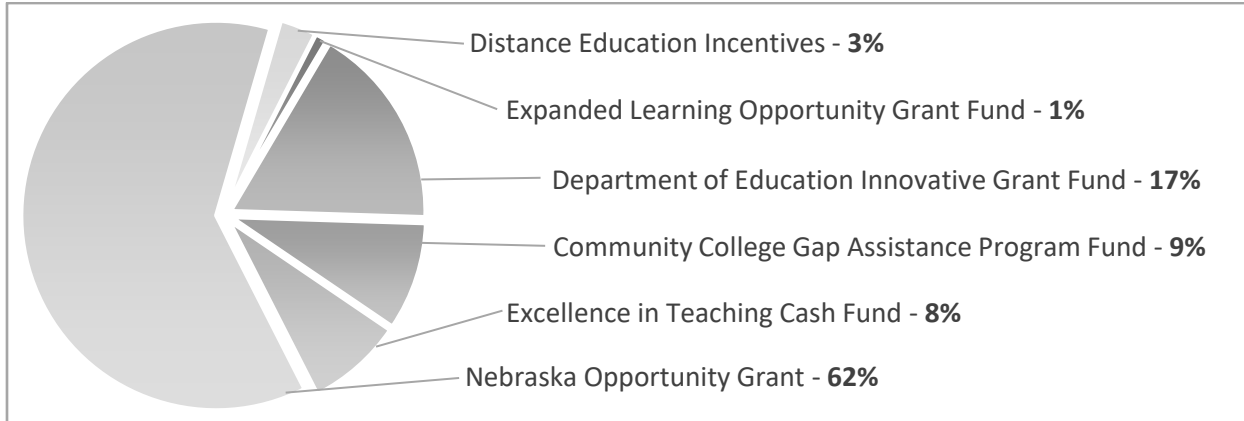 Distance Education Incentives - 3%
Expanded Learning Opportunity Grant Fund - 1%
Department of Education Innovative Grant Fund - 17%
Community College Gap Assistance Program Fund - 9%
Excellence in Teaching Cash Fund - 8%
Nebraska Opportunity Grant - 62%